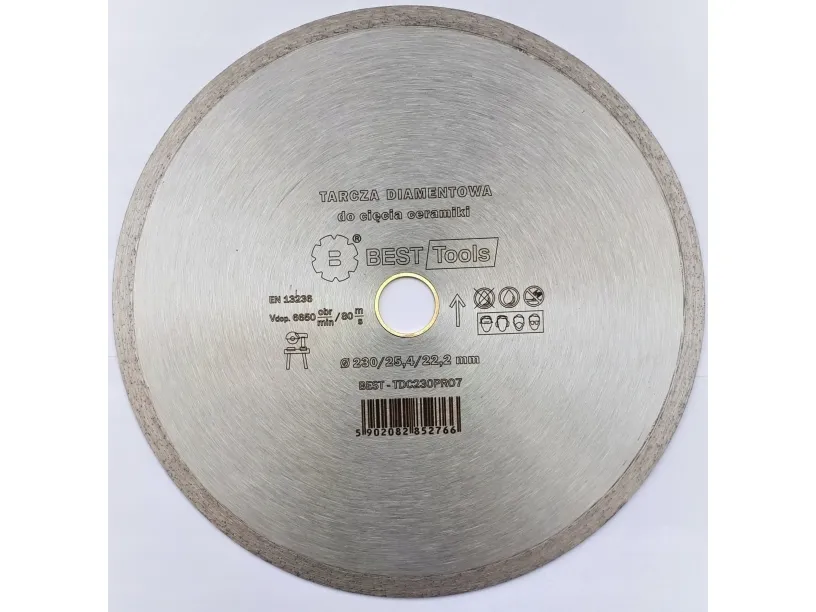 TARCZA DIAMENTOWA
do cięcia ceramiki
B ® BEST Tools
EN 13236
Vdop. 6650 obr/min / 80 m/s
Ø 230/25,4/22,2 mm
BEST - TDC230PRO7
5 902082 852766